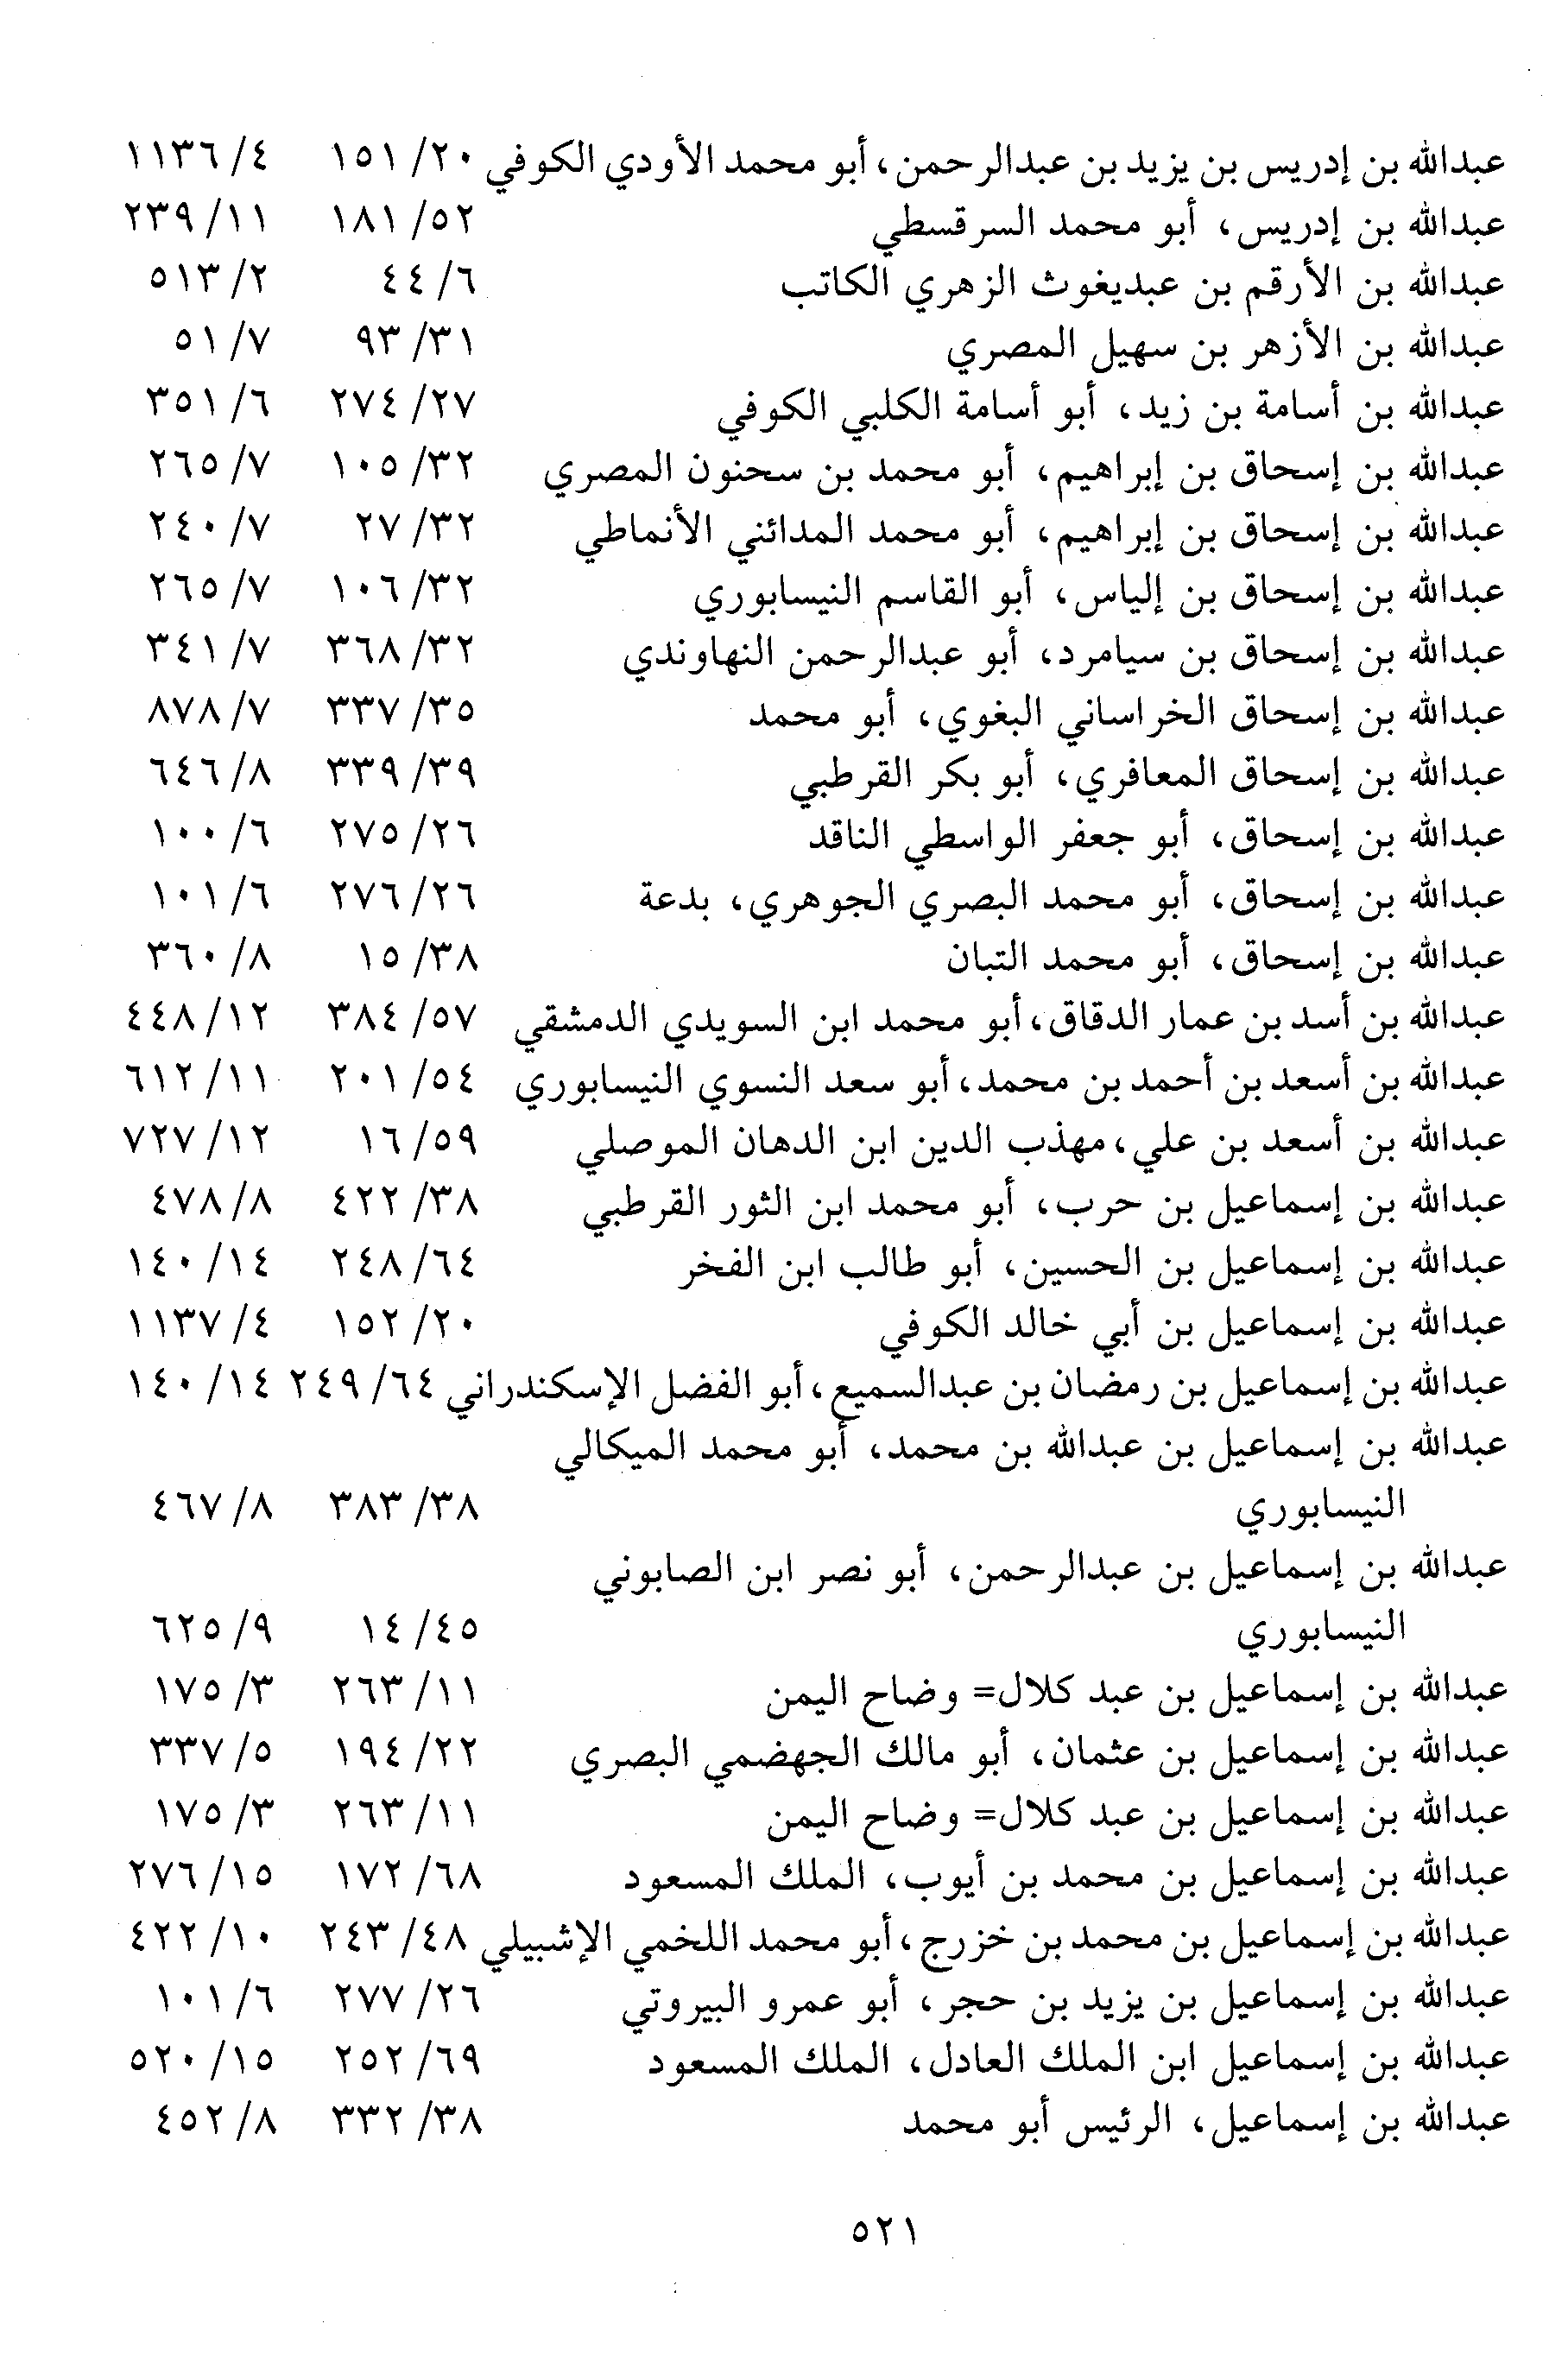 عبدالله بن إدريس بن يزيد بن عبدالرحمن، أبو محمد الأودي الكوفي ٢٠/ ١٥١ ٤/ ١١٣٦
عبدالله بن إدريس، أبو محمد السرقسطي ٥٢/ ١٨١ ١١/ ٢٣٩
عبدالله بن الأرقم بن عبديغوث الزهري الكاتب ٦/ ٤٤ ٢/ ٥١٣
عبدالله بن الأزهر بن سهيل المصري ٣١/ ٩٣ ٧/ ٥١
عبدالله بن أسامة بن زيد، أبو أسامة الكلبي الكوفي ٢٧/ ٢٧٤ ٦/ ٣٥١
عبدالله بن إسحاق بن إبراهيم، أبو محمد بن سحنون المصري ٣٢/ ١٠٥ ٧/ ٢٦٥
عبدالله بن إسحاق بن إبراهيم، أبو محمد المدائني الأنماطي ٣٢/ ٢٧ ٧/ ٢٤٠
عبدالله بن إسحاق بن إلياس، أبو القاسم النيسابوري ٣٢/ ١٠٦ ٧/ ٢٦٥
عبدالله بن إسحاق بن سيامرد، أبو عبدالرحمن النهاوندي ٣٢/ ٣٦٨ ٧/ ٣٤١
عبدالله بن إسحاق الخراساني البغوي، أبو محمد ٣٥/ ٣٣٧ ٧/ ٨٧٨
عبدالله بن إسحاق المعافري، أبو بكر القرطبي ٣٩/ ٣٣٩ ٨/ ٦٤٦
عبدالله بن إسحاق، أبو جعفر الواسطي الناقد ٢٦/ ٢٧٥ ٦/ ١٠٠
عبدالله بن إسحاق، أبو محمد البصري الجوهري، بدعة ٢٦/ ٢٧٦ ٦/ ١٠١
عبدالله بن إسحاق، أبو محمد التبان ٣٨/ ١٥ ٨/ ٣٦٠
عبدالله بن أسد بن عمار الدقاق، أبو محمد ابن السويدي الدمشقي ٥٧/ ٣٨٤ ١٢/ ٤٤٨
عبدالله بن أسعد بن أحمد بن محمد، أبو سعد النسوي النيسابوري ٥٤/ ٢٠١ ١١/ ٦١٢
عبدالله بن أسعد بن علي، مهذب الدين ابن الدهان الموصلي ٥٩/ ١٦ ١٢/ ٧٢٧
عبدالله بن إسماعيل بن حرب، أبو محمد ابن الثور القرطبي ٣٨/ ٤٢٢ ٨/ ٤٧٨
عبدالله بن إسماعيل بن الحسين، أبو طالب ابن الفخر ٦٤/ ٢٤٨ ١٤/ ١٤٠
عبدالله بن إسماعيل بن أبي خالد الكوفي ٢٠/ ١٥٢ ٤/ ١١٣٧
عبدالله بن إسماعيل بن رمضان بن عبدالسميع، أبو الفضل الإسكندراني ٦٤/ ٢٤٩ ١٤/ ١٤٠
عبدالله بن إسماعيل بن عبدالله بن محمد، أبو محمد الميكالي
النيسابوري ٣٨/ ٣٨٣ ٨/ ٤٦٧
عبدالله بن إسماعيل بن عبدالرحمن، أبو نصر ابن الصابوني
النيسابوري ٤٥/ ١٤ ٩/ ٦٢٥
عبدالله بن إسماعيل بن عبد كلال= وضاح اليمن ١١/ ٢٦٣ ٣/ ١٧٥
عبدالله بن إسماعيل بن عثمان، أبو مالك الجهضمي البصري ٢٢/ ١٩٤ ٥/ ٣٣٧
عبدالله بن إسماعيل بن عبد كلال= وضاح اليمن ١١/ ٢٦٣ ٣/ ١٧٥
عبدالله بن إسماعيل بن محمد بن أيوب، الملك المسعود ٦٨/ ١٧٢ ١٥/ ٢٧٦
عبدالله بن إسماعيل بن محمد بن خزرج، أبو محمد اللخمي الإشبيلي ٤٨/ ٢٤٣ ١٠/ ٤٢٢
عبدالله بن إسماعيل بن يزيد بن حجر، أبو عمرو البيروتي ٢٦/ ٢٧٧ ٦/ ١٠١
عبدالله بن إسماعيل ابن الملك العادل، الملك المسعود ٦٩/ ٢٥٢ ١٥/ ٥٢٠
عبدالله بن إسماعيل، الرئيس أبو محمد ٣٨/ ٣٣٢ ٨/ ٤٥٢
٥٢١